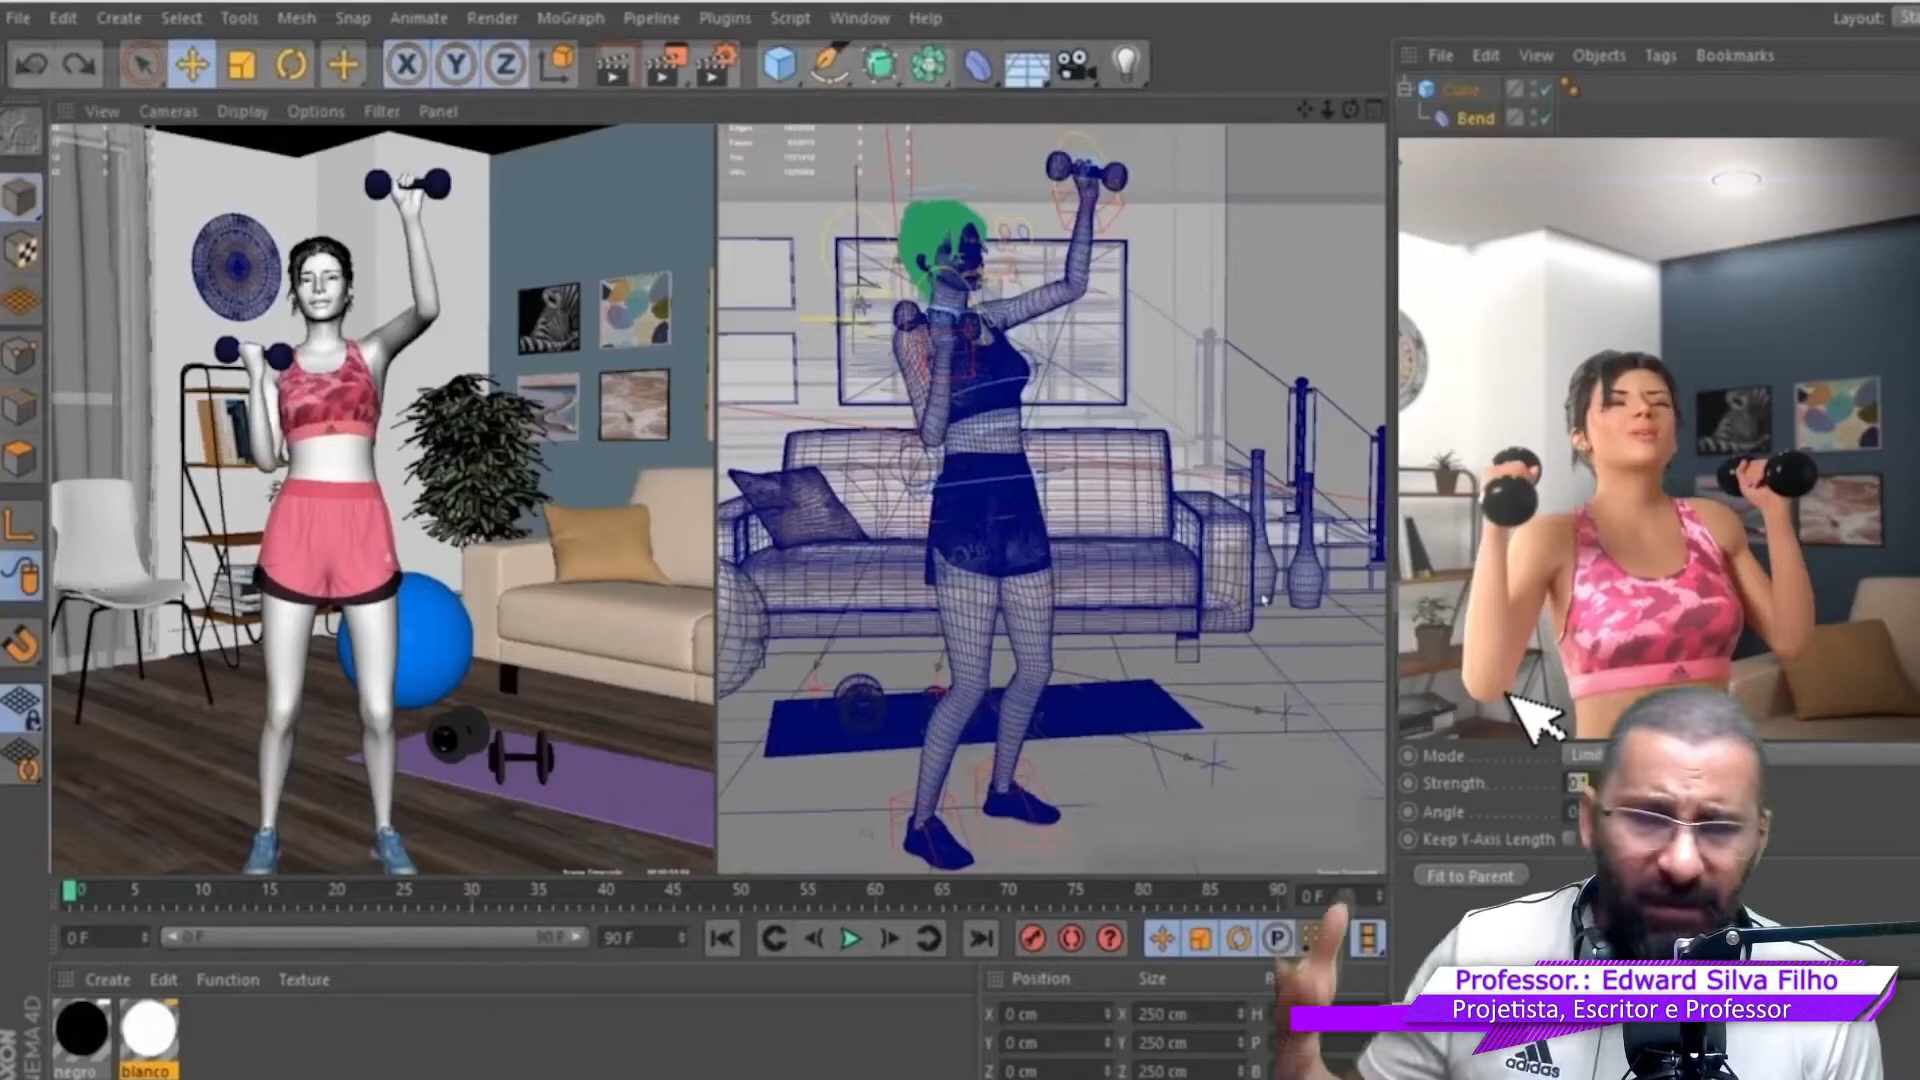 File Edit Create Select Tools Mesh Snap Animate Render MoGraph Pipeline Plugins Script Window Help
Layout:
File Edit View Objects Tags Bookmarks
Cube
Bend
View Cameras Display Options Filter Panel
X Y Z
Mode
Strength
Angle
Keep Y-Axis Length
Fit to Parent
0 5 10 15 20 25 30 35 40 45 50 55 60 65 70 75 80 85 90 0 F
0 F 0 F 90 F 90 F
P
Create Edit Function Texture
Position Size
X 0 cm X 250 cm H
Y 0 cm Y 250 cm P
Z 0 cm Z 250 cm B
negro blanco
Professor.: Edward Silva Filho
Projetista, Escritor e Professor
adidas